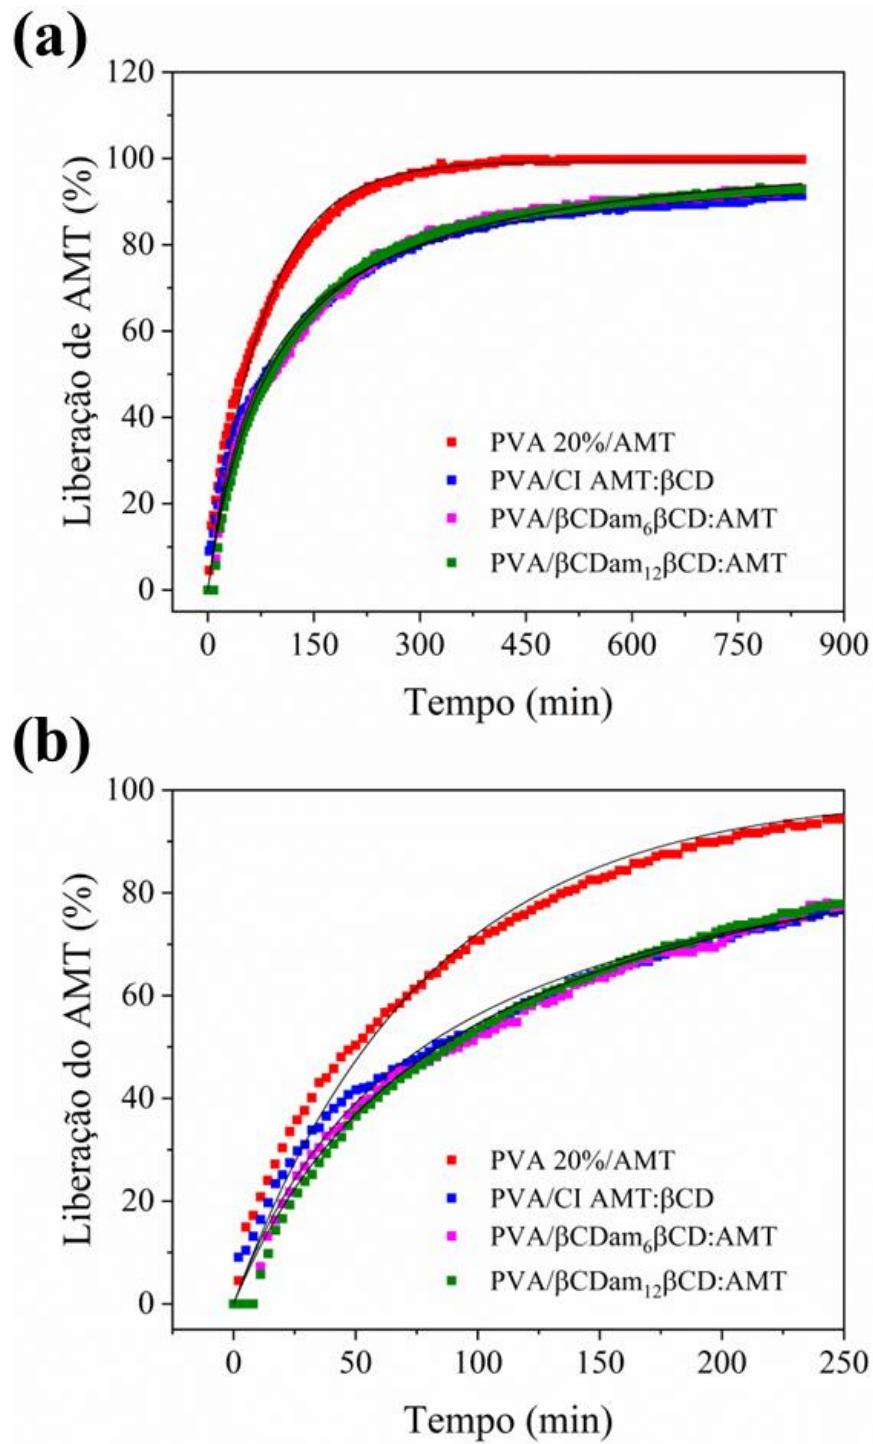 (a)
120
100
80
60
40
20
0
Liberação de AMT (%)
PVA 20%/AMT
PVA/CI AMT:βCD
PVA/βCDam₆βCD:AMT
PVA/βCDam₁₂βCD:AMT
0 150 300 450 600 750 900
Tempo (min)
(b)
100
80
60
40
20
0
Liberação do AMT (%)
PVA 20%/AMT
PVA/CI AMT:βCD
PVA/βCDam₆βCD:AMT
PVA/βCDam₁₂βCD:AMT
0 50 100 150 200 250
Tempo (min)